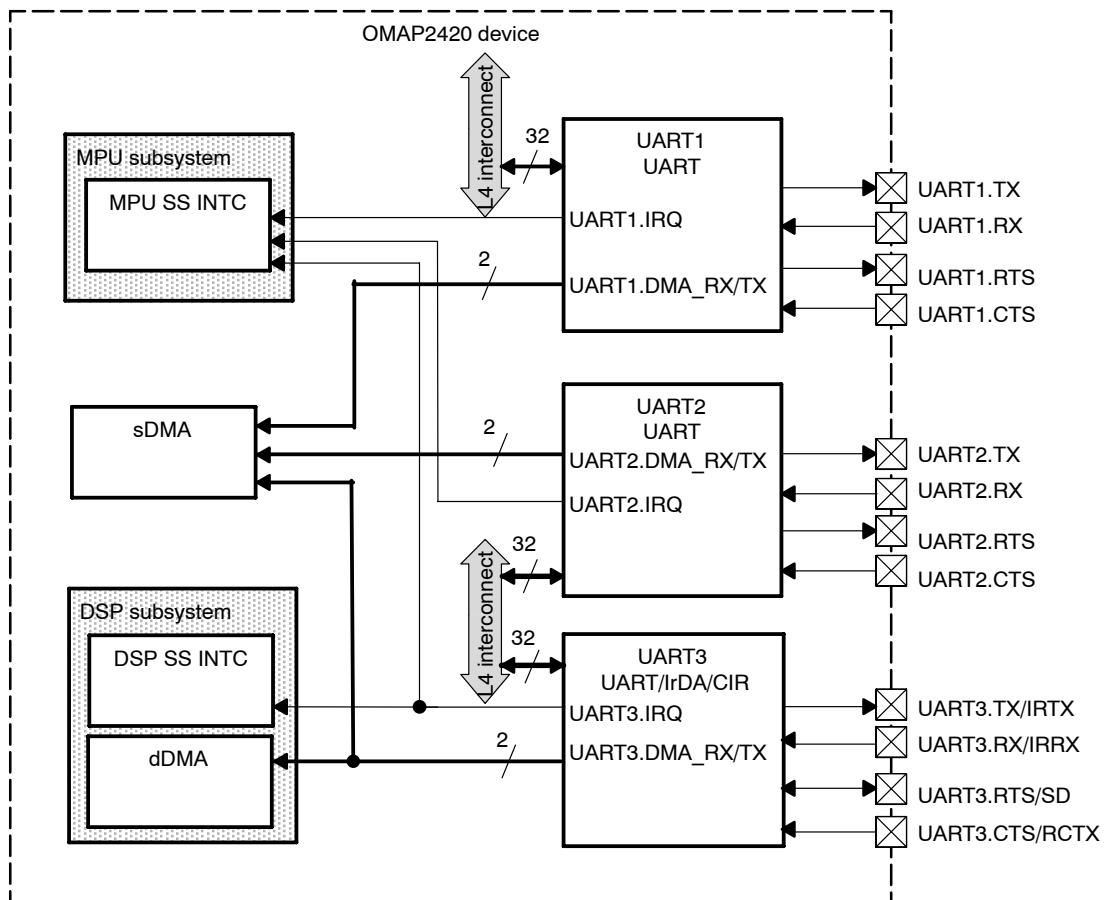 OMAP2420 device
L4 interconnect
32
MPU subsystem
MPU SS INTC
UART1
UART
UART1.IRQ
2
UART1.DMA_RX/TX
UART1.TX
UART1.RX
UART1.RTS
UART1.CTS
sDMA
UART2
UART
2
UART2.DMA_RX/TX
UART2.IRQ
32
UART2.TX
UART2.RX
UART2.RTS
UART2.CTS
L4 interconnect
32
DSP subsystem
DSP SS INTC
dDMA
UART3
UART/IrDA/CIR
UART3.IRQ
2
UART3.DMA_RX/TX
UART3.TX/IRTX
UART3.RX/IRRX
UART3.RTS/SD
UART3.CTS/RCTX